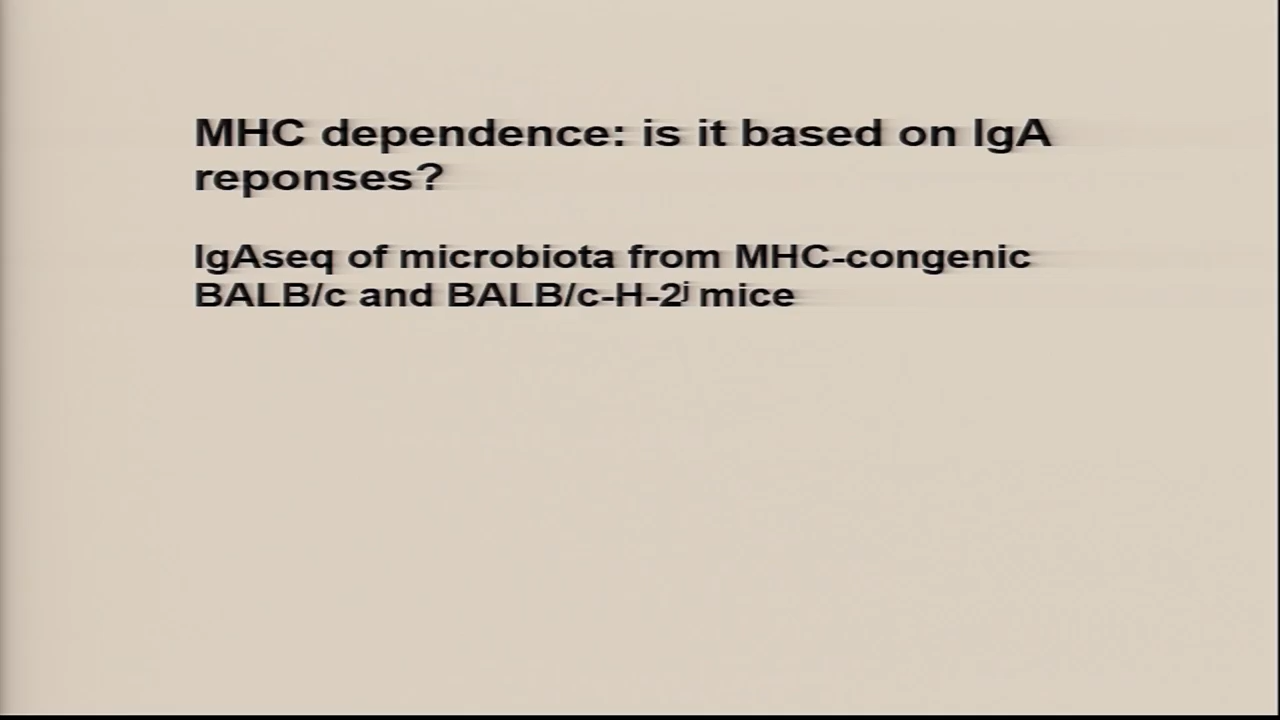 MHC dependence: is it based on IgA
reponses?
IgAseq of microbiota from MHC-congenic
BALB/c and BALB/c-H-2ʲ mice